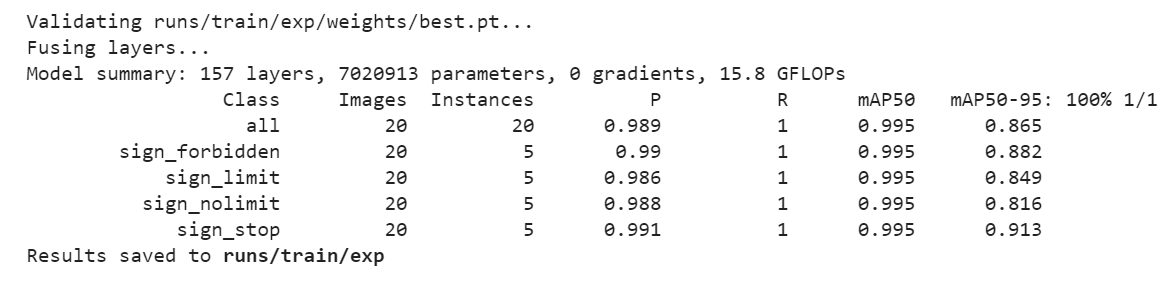 Validating runs/train/exp/weights/best.pt...
Fusing layers...
Model summary: 157 layers, 7020913 parameters, 0 gradients, 15.8 GFLOPs
Class Images Instances P R mAP50 mAP50-95: 100% 1/1
all 20 20 0.989 1 0.995 0.865
sign_forbidden 20 5 0.99 1 0.995 0.882
sign_limit 20 5 0.986 1 0.995 0.849
sign_nolimit 20 5 0.988 1 0.995 0.816
sign_stop 20 5 0.991 1 0.995 0.913
Results saved to runs/train/exp